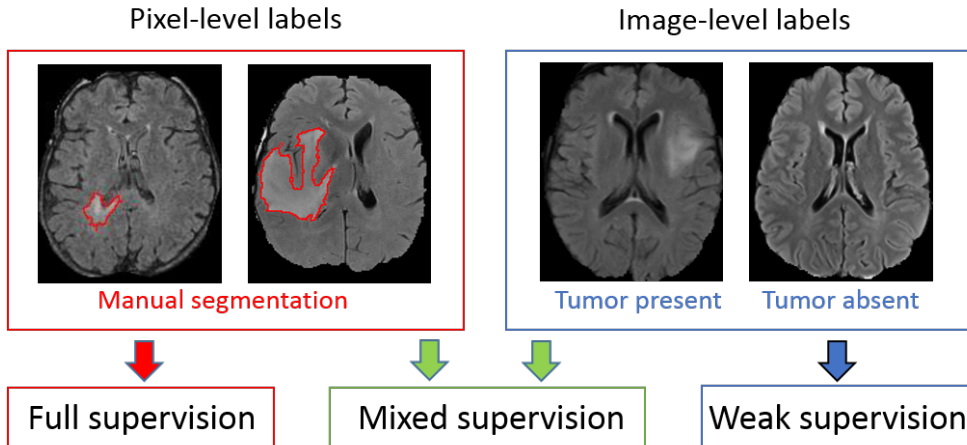 Pixel-level labels
Image-level labels
Manual segmentation
Tumor present
Tumor absent
Full supervision
Mixed supervision
Weak supervision